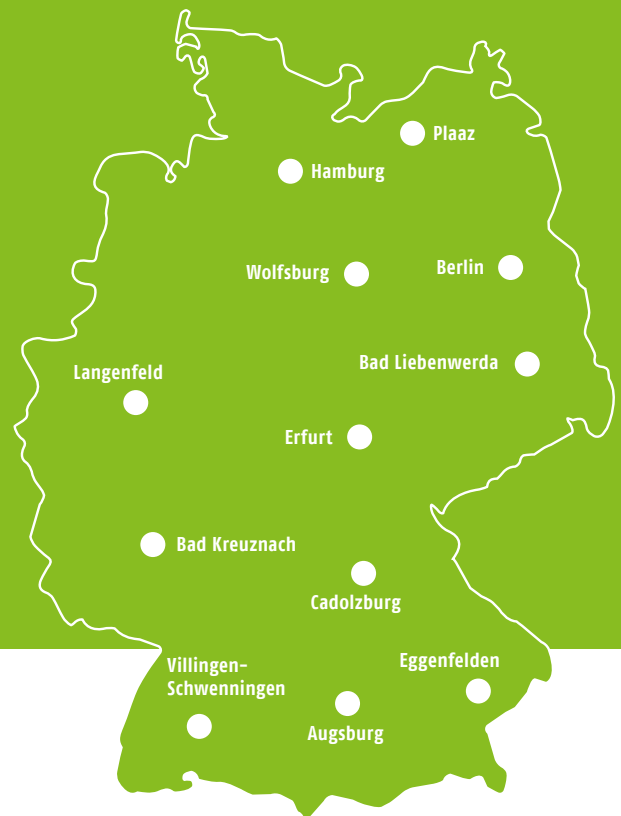 Plaaz
Hamburg
Wolfsburg
Berlin
Bad Liebenwerda
Langenfeld
Erfurt
Bad Kreuznach
Cadolzburg
Villingen-
Schwenningen
Eggenfelden
Augsburg